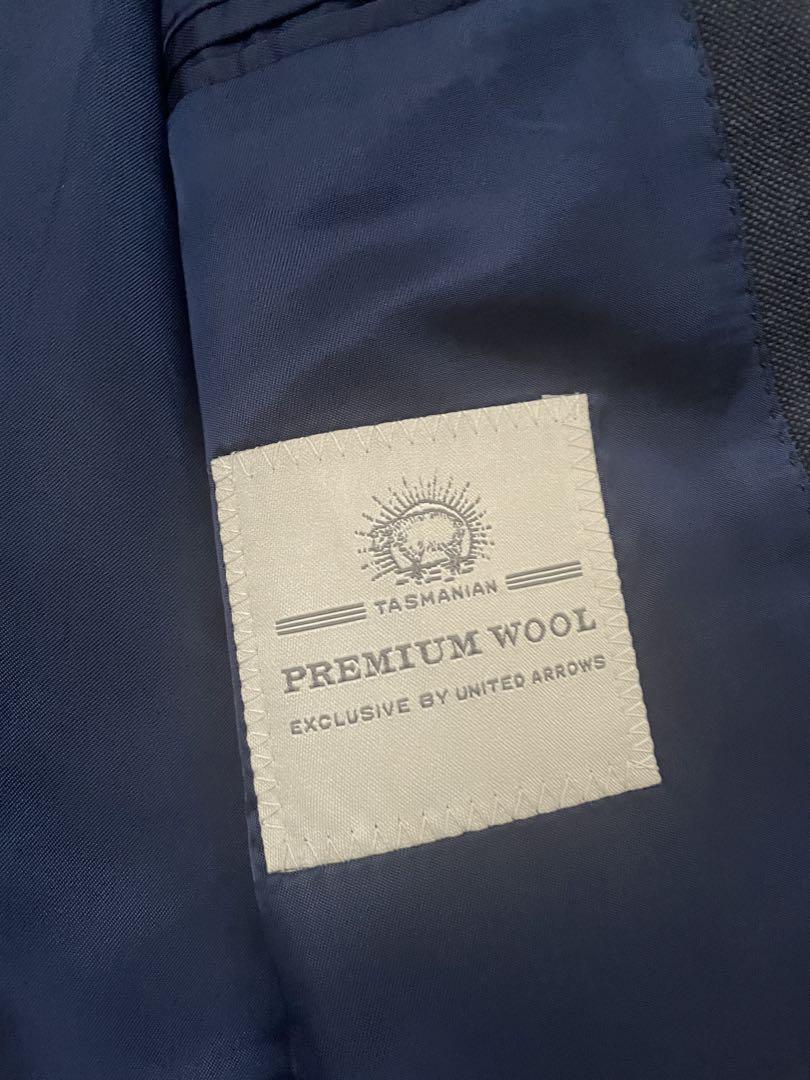 TASMANIAN
PREMIUM WOOL
EXCLUSIVE BY UNITED ARROWS